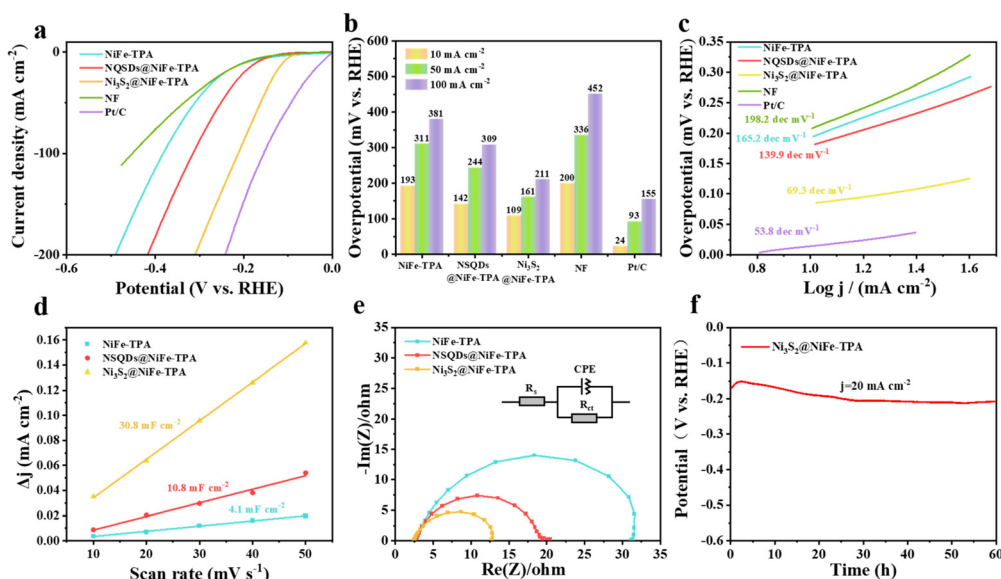 a
NiFe-TPA
NQSDs@NiFe-TPA
Ni₃S₂@NiFe-TPA
NF
Pt/C
Current density (mA cm⁻²)
0
-100
-200
-0.6
-0.4
-0.2
0.0
Potential (V vs. RHE)
b
10 mA cm⁻²
50 mA cm⁻²
100 mA cm⁻²
Overpotential (mV vs. RHE)
600
500
400
300
200
100
0
193
311
381
142
244
309
109
161
211
200
336
452
24
93
155
NiFe-TPA
NSQDs
@NiFe-TPA
Ni₃S₂
@NiFe-TPA
NF
Pt/C
c
NiFe-TPA
NQSDs@NiFe-TPA
Ni₃S₂@NiFe-TPA
NF
Pt/C
Overpotential (mV vs. RHE)
0.35
0.30
0.25
0.20
0.15
0.10
0.05
0.00
198.2 dec mV⁻¹
165.2 dec mV⁻¹
139.9 dec mV⁻¹
69.3 dec mV⁻¹
53.8 dec mV⁻¹
0.6
0.8
1.0
1.2
1.4
1.6
Log j / (mA cm⁻²)
d
NiFe-TPA
NSQDs@NiFe-TPA
Ni₃S₂@NiFe-TPA
Δj (mA cm⁻²)
0.16
0.14
0.12
0.10
0.08
0.06
0.04
0.02
0.00
30.8 mF cm⁻²
10.8 mF cm⁻²
4.1 mF cm⁻²
10
20
30
40
50
Scan rate (mV s⁻¹)
e
NiFe-TPA
NSQDs@NiFe-TPA
Ni₃S₂@NiFe-TPA
-Im(Z)/ohm
-35
-30
25
20
15
10
5
0
CPE
Rs
Rct
0
5
10
15
20
25
30
35
Re(Z)/ohm
f
Ni₃S₂@NiFe-TPA
j=20 mA cm⁻²
Potential（V vs. RHE）
0.0
-0.1
-0.2
-0.3
-0.4
-0.5
-0.6
0
10
20
30
40
50
60
Time (h)